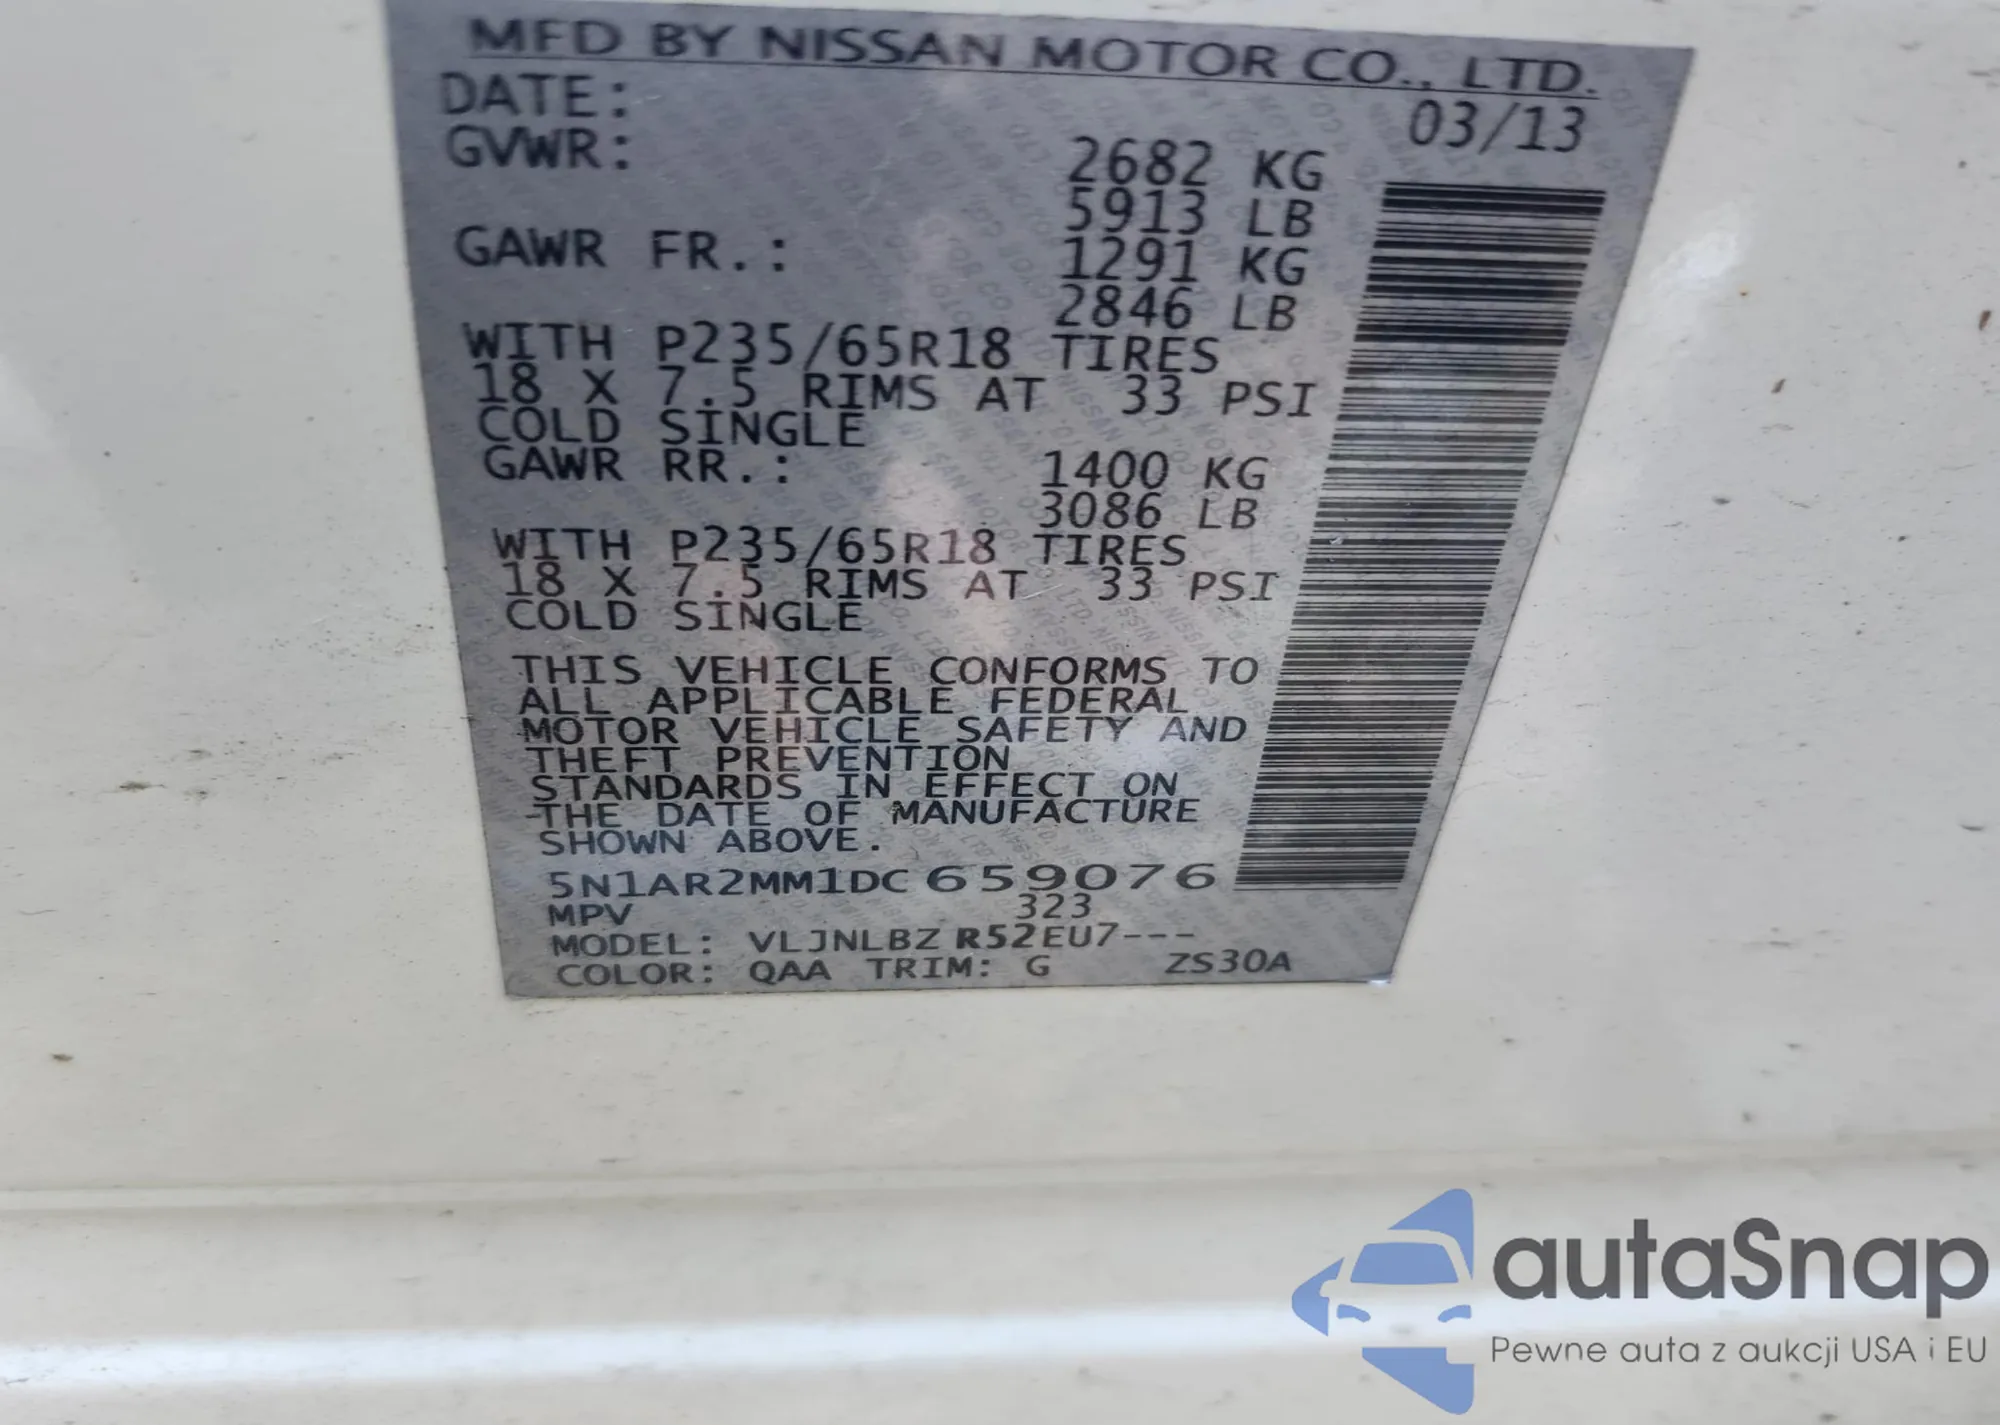 MFD BY NISSAN MOTOR CO., LTD.
DATE: 03/13
GVWR: 2682 KG
5913 LB
GAWR FR.: 1291 KG
2846 LB
WITH P235/65R18 TIRES
18 X 7.5 RIMS AT 33 PSI
COLD SINGLE
GAWR RR.: 1400 KG
3086 LB
WITH P235/65R18 TIRES
18 X 7.5 RIMS AT 33 PSI
COLD SINGLE
THIS VEHICLE CONFORMS TO
ALL APPLICABLE FEDERAL
MOTOR VEHICLE SAFETY AND
THEFT PREVENTION
STANDARDS IN EFFECT ON
THE DATE OF MANUFACTURE
SHOWN ABOVE.
5N1AR2MM1DC 659076
MPV 323
MODEL: VLJNLBZ R52EU7---
COLOR: QAA TRIM: G ZS30A
autaSnap
Pewne auta z aukcji USA i EU